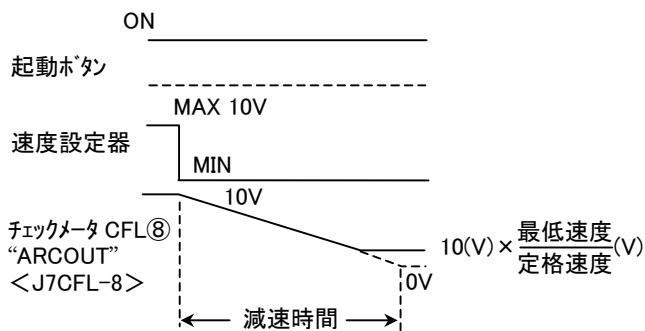 ON
起動ボタン
MAX 10V
速度設定器
MIN
10V
チェックメータ CFL⑧
“ARCOUT”
＜J7CFL-8＞
10(V)×最低速度/定格速度(V)
0V
減速時間